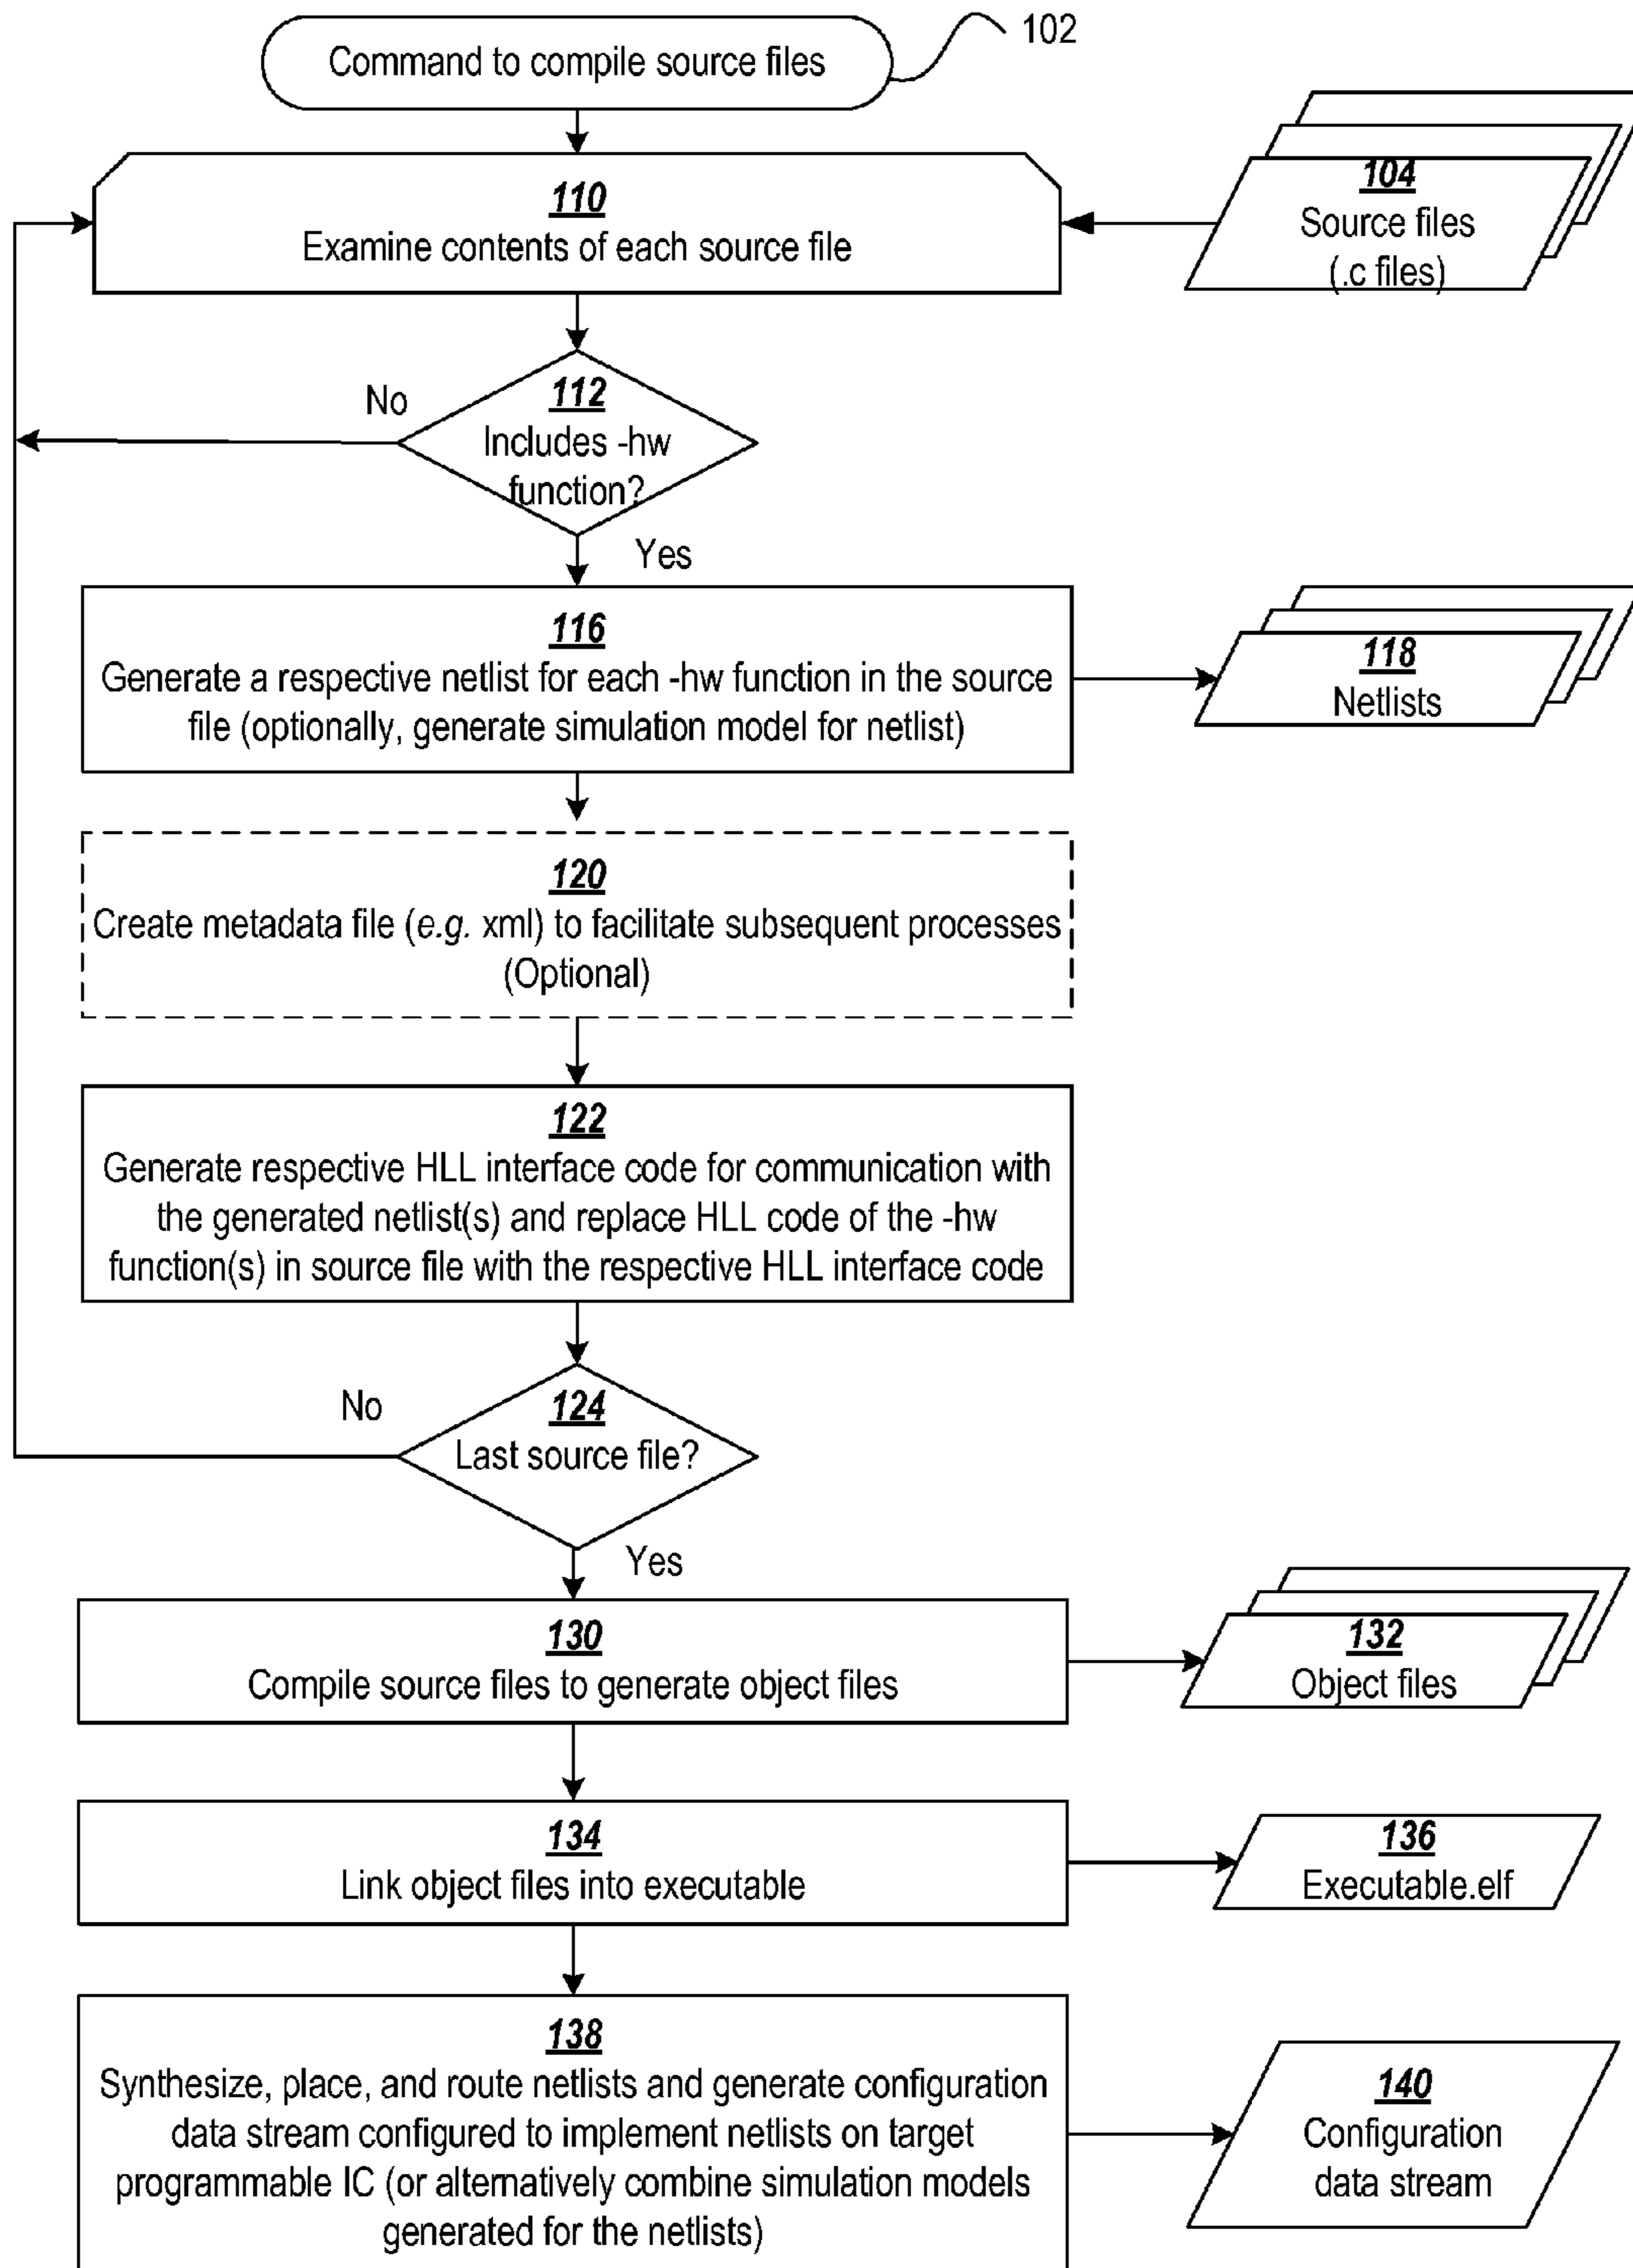 Command to compile source files
102
110
Examine contents of each source file
104
Source files
(.c files)
No
112
Includes -hw
function?
Yes
116
Generate a respective netlist for each -hw function in the source
file (optionally, generate simulation model for netlist)
118
Netlists
120
Create metadata file (e.g. xml) to facilitate subsequent processes
(Optional)
122
Generate respective HLL interface code for communication with
the generated netlist(s) and replace HLL code of the -hw
function(s) in source file with the respective HLL interface code
No
124
Last source file?
Yes
130
Compile source files to generate object files
132
Object files
134
Link object files into executable
136
Executable.elf
138
Synthesize, place, and route netlists and generate configuration
data stream configured to implement netlists on target
programmable IC (or alternatively combine simulation models
generated for the netlists)
140
Configuration
data stream